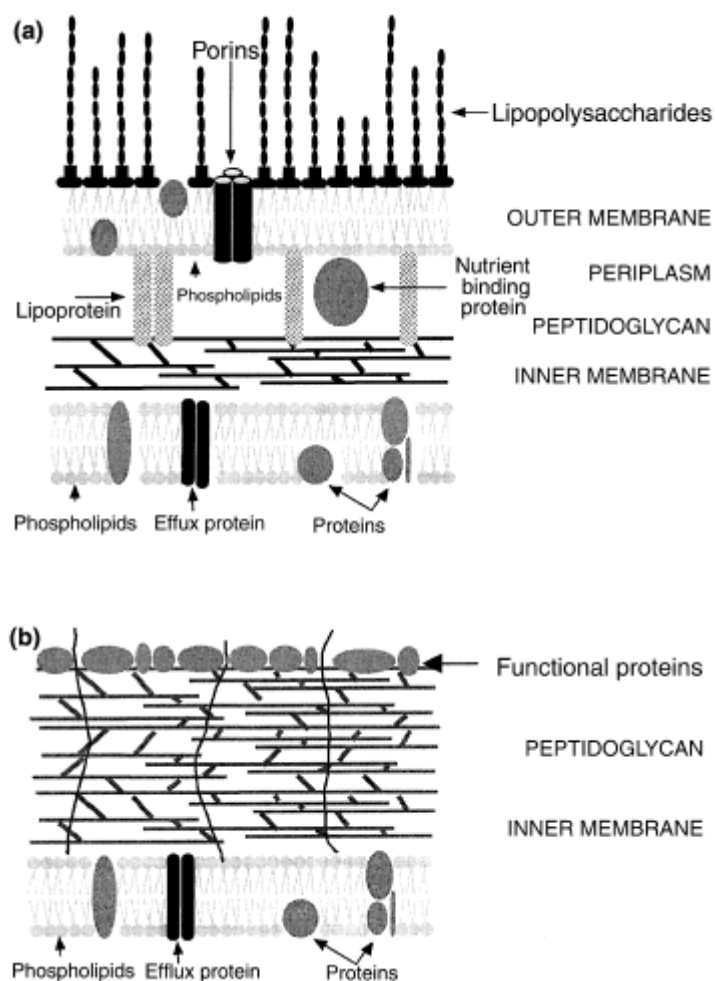 (a)
Porins
Lipopolysaccharides
OUTER MEMBRANE
Phospholipids
Nutrient
binding
protein
PERIPLASM
Lipoprotein
PEPTIDOGLYCAN
INNER MEMBRANE
Phospholipids
Effux protein
Proteins
(b)
Functional proteins
PEPTIDOGLYCAN
INNER MEMBRANE
Phospholipids
Efflux protein
Proteins